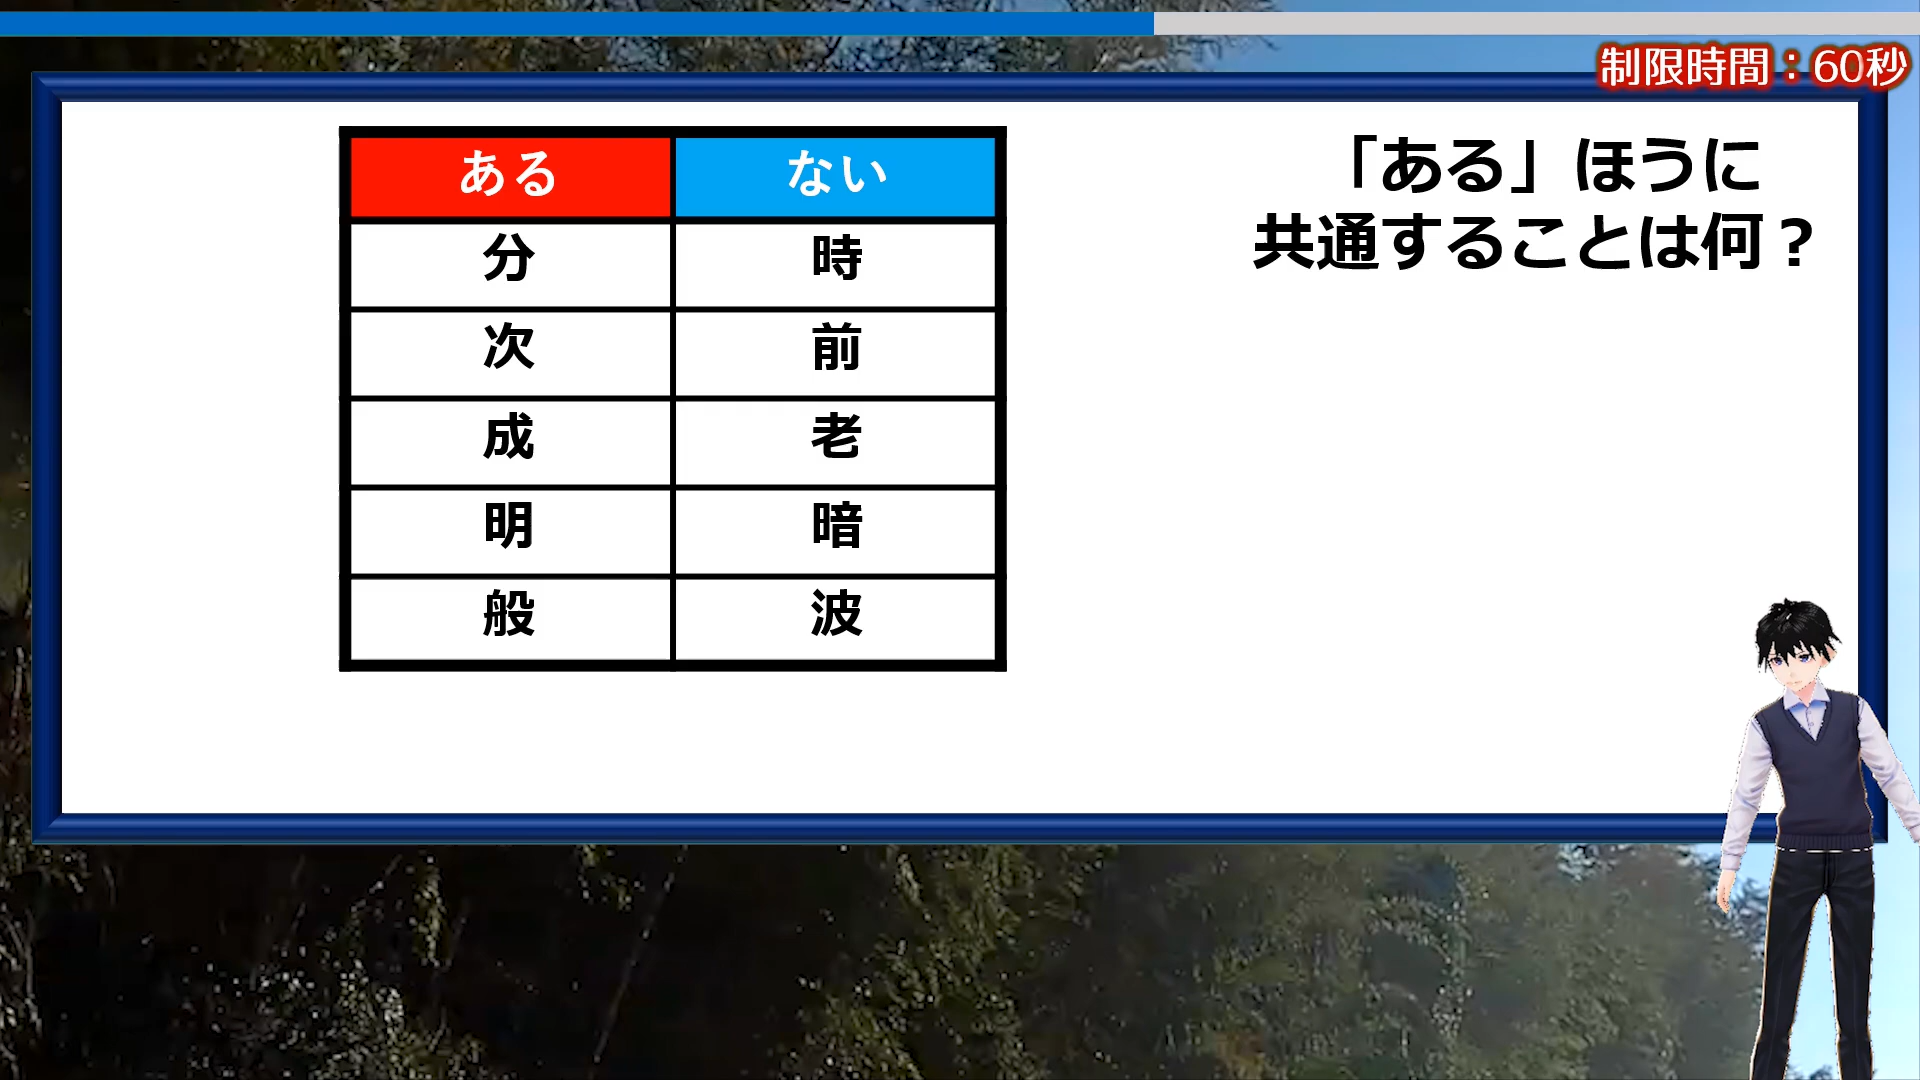 制限時間：60秒
「ある」ほうに
共通することは何？
ある ない
分 時
次 前
成 老
明 暗
般 波